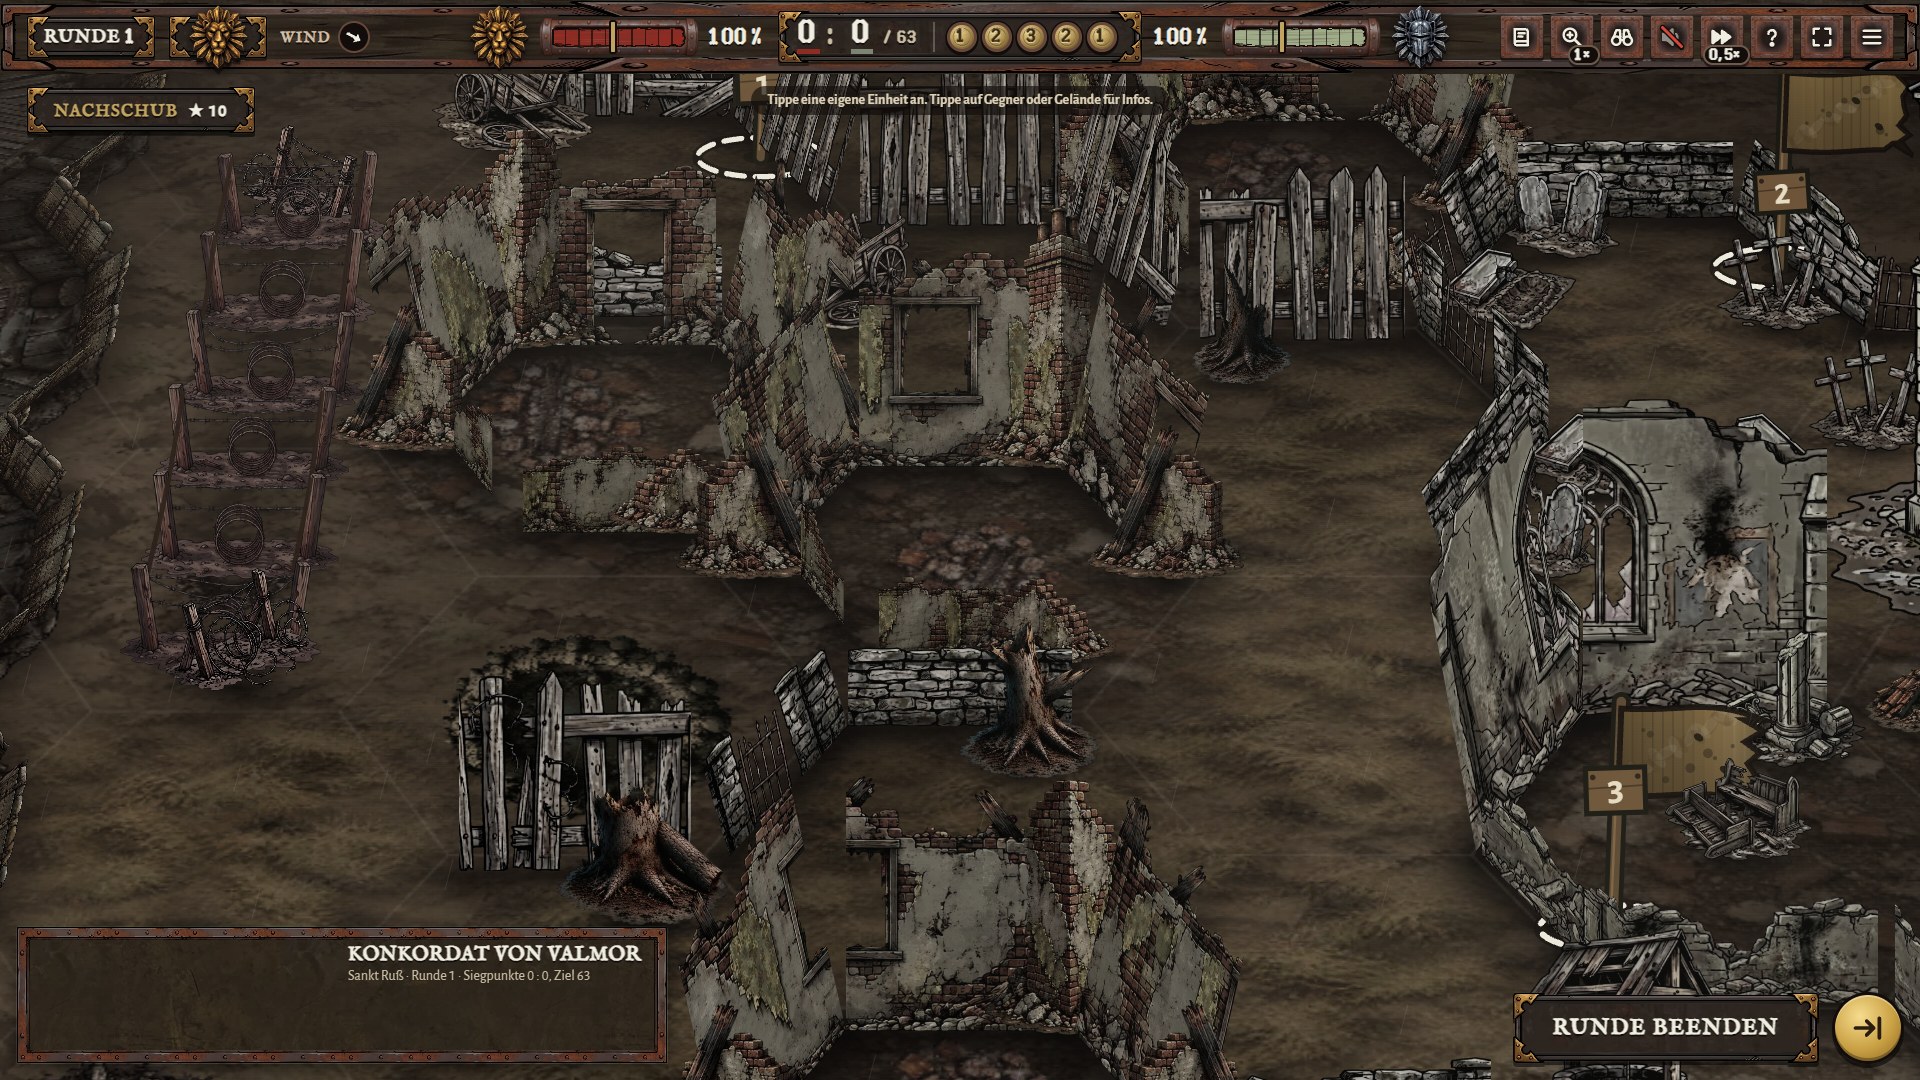 RUNDE 1
WIND
100%
0 : 0 / 63
1 2 3 2 1
100%
1×
0,5×
?
NACHSCHUB ★ 10
1
Tippe eine eigene Einheit an. Tippe auf Gegner oder Gelände für Infos.
2
3
KONKORDAT VON VALMOR
Sankt Ruß · Runde 1 · Siegpunkte 0 : 0, Ziel 63
RUNDE BEENDEN